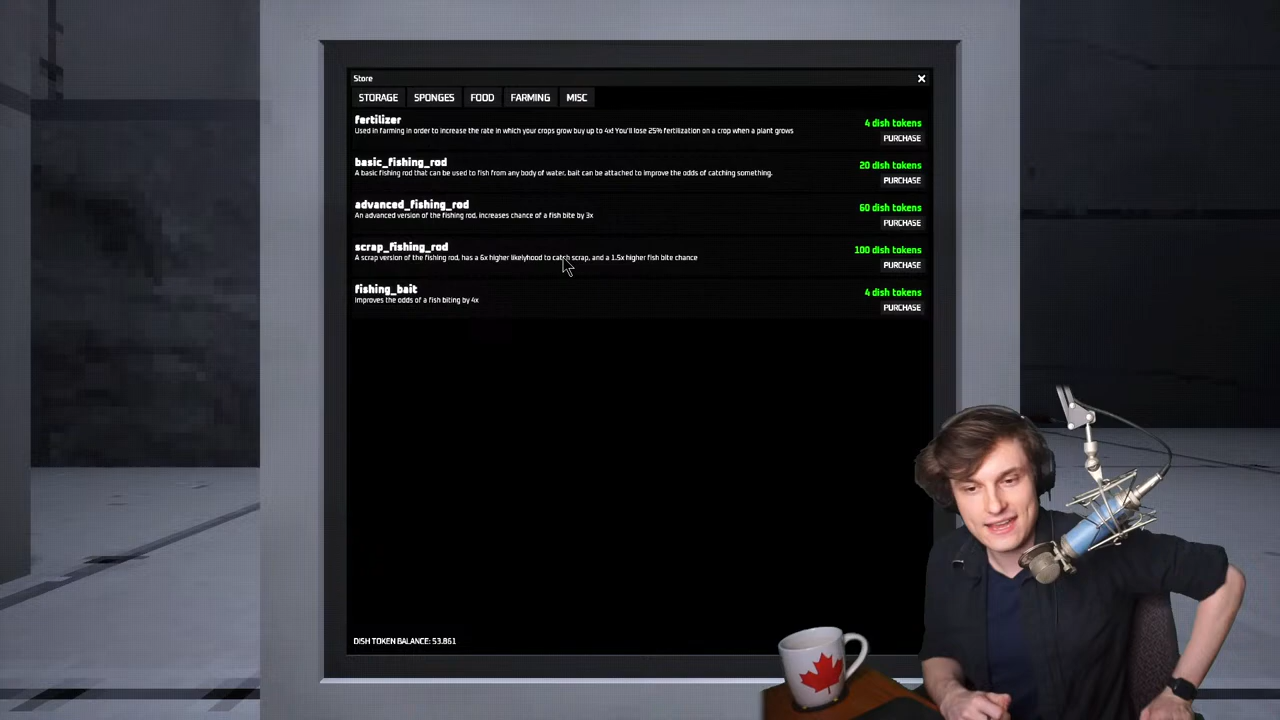 Store
STORAGE SPONGES FOOD FARMING MISC
fertilizer
4 dish tokens
Used in farming in order to increase the rate in which your crops grow buy up to 4x! You'll lose 25% fertilization on a crop when a plant grows
PURCHASE
basic_fishing_rod
20 dish tokens
A basic fishing rod that can be used to fish from any body of water. bait can be attached to improve the odds of catching something.
PURCHASE
advanced_fishing_rod
60 dish tokens
An advanced version of the fishing rod, increases chance of a fish bite by 3x
PURCHASE
scrap_fishing_rod
100 dish tokens
A scrap version of the fishing rod, has a 6x higher likelyhood to catch scrap, and a 1.5x higher fish bite chance
PURCHASE
fishing_bait
4 dish tokens
Improves the odds of a fish biting by 4x
PURCHASE
DISH TOKEN BALANCE: 53.861